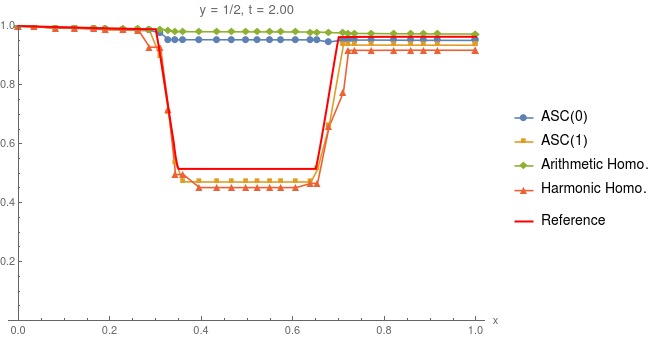 y = 1/2, t = 2.00
1.0
0.8
0.6
0.4
0.2
0.0 0.2 0.4 0.6 0.8 1.0
x
ASC(0)
ASC(1)
Arithmetic Homo.
Harmonic Homo.
Reference